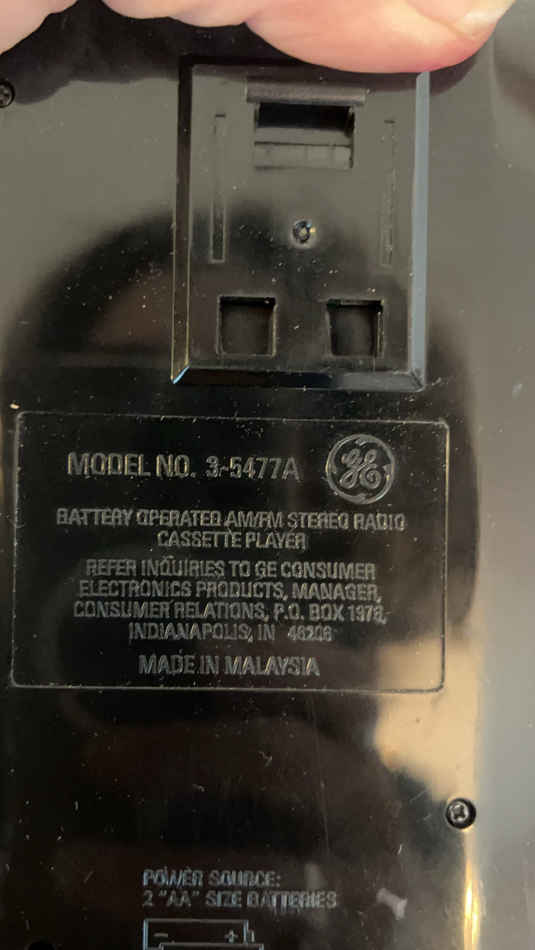 MODEL NO. 3-5477A GE
BATTERY OPERATED AM/FM STEREO RADIO
CASSETTE PLAYER
REFER INQUIRIES TO GE CONSUMER
ELECTRONICS PRODUCTS, MANAGER,
CONSUMER RELATIONS, P.O. BOX 1976,
INDIANAPOLIS, IN 46206
MADE IN MALAYSIA
POWER SOURCE:
2 "AA" SIZE BATTERIES
- +